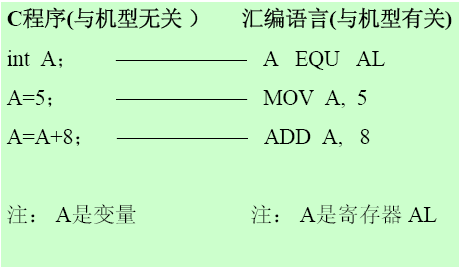 C程序(与机型无关 ) 汇编语言(与机型有关)
int A； A EQU AL
A=5； MOV A, 5
A=A+8； ADD A, 8
注： A是变量 注： A是寄存器 AL